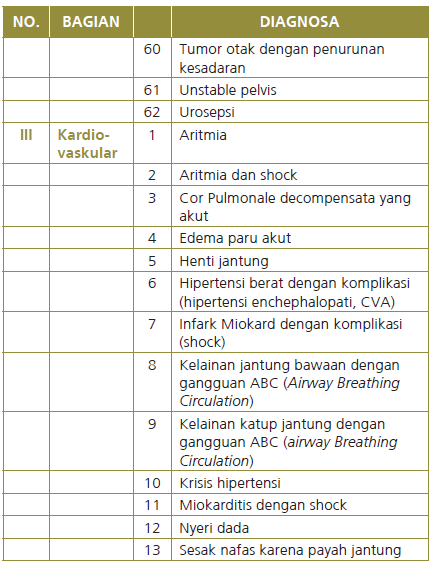 NO. BAGIAN DIAGNOSA
60 Tumor otak dengan penurunan
kesadaran
61 Unstable pelvis
62 Urosepsi
III Kardio- 1 Aritmia
vaskular
2 Aritmia dan shock
3 Cor Pulmonale decompensata yang
akut
4 Edema paru akut
5 Henti jantung
6 Hipertensi berat dengan komplikasi
(hipertensi enchephalopati, CVA)
7 Infark Miokard dengan komplikasi
(shock)
8 Kelainan jantung bawaan dengan
gangguan ABC (Airway Breathing
Circulation)
9 Kelainan katup jantung dengan
gangguan ABC (airway Breathing
Circulation)
10 Krisis hipertensi
11 Miokarditis dengan shock
12 Nyeri dada
13 Sesak nafas karena payah jantung